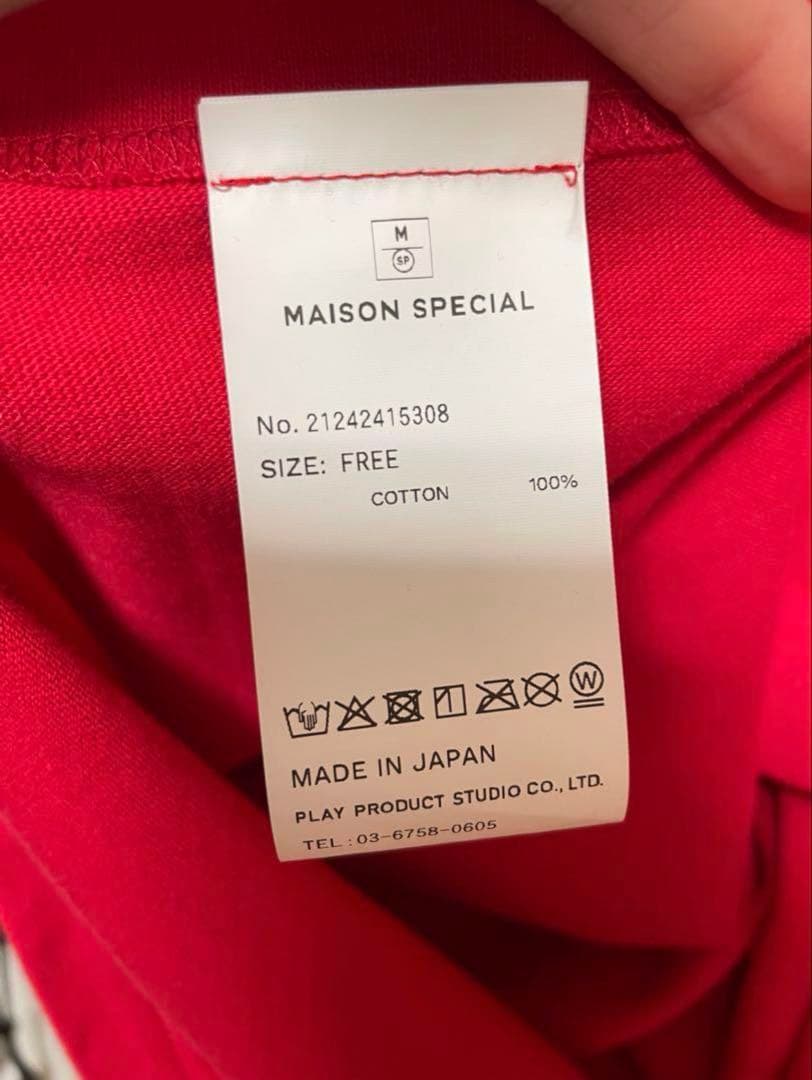 M
SP
MAISON SPECIAL
No. 21242415308
SIZE: FREE
COTTON 100%
W
MADE IN JAPAN
PLAY PRODUCT STUDIO CO., LTD.
TEL : 03-6758-0605